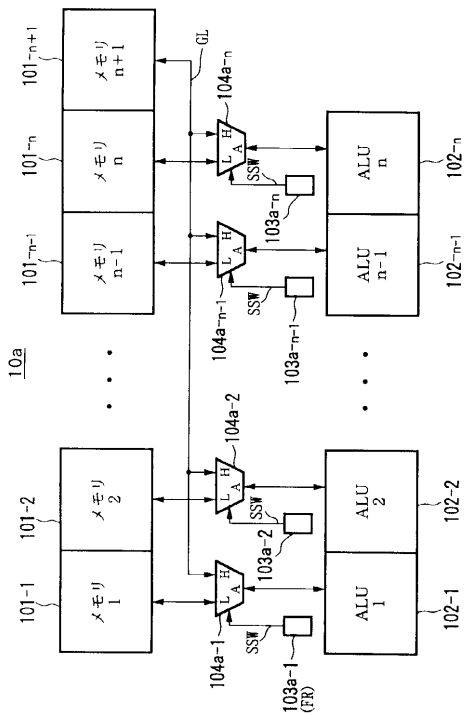 10a
101-1
101-2
101-n-1
101-n
101-n+1
メモリ
1
メモリ
2
メモリ
n-1
メモリ
n
メモリ
n+1
GL
104a-1
104a-2
104a-n-1
104a-n
L A H
L A H
L A H
L A H
SSW
SSW
SSW
SSW
103a-1
(FR)
103a-2
103a-n-1
103a-n
ALU
1
ALU
2
ALU
n-1
ALU
n
102-1
102-2
102-n-1
102-n